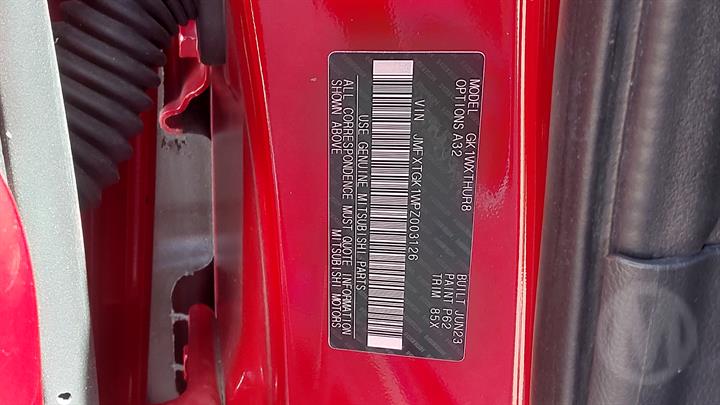 MODEL GK1WXTHUR8
OPTIONS A32
BUILT JUN23
PAINT P62
TRIM 85X
VIN JMFXTGK1WPZ003126
USE GENUINE MITSUBISHI PARTS
ALL CORRESPONDENCE MUST QUOTE INFORMATION
SHOWN ABOVE
MITSUBISHI MOTORS